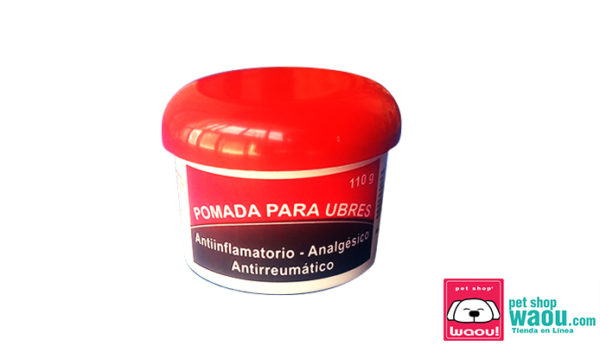 110 g
POMADA PARA UBRES
Antiinflamatorio - Analgésico
Antirreumático
pet shop
waou!
pet shop
waou.com
Tienda en Línea